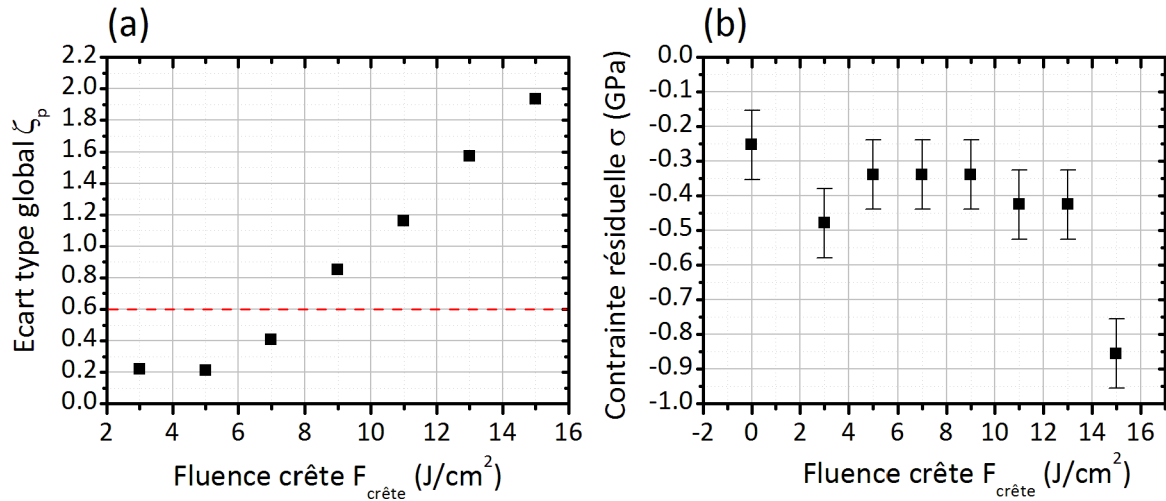 (a)
Ecart type global ζp
2.2
2.0
1.8
1.6
1.4
1.2
1.0
0.8
0.6
0.4
0.2
0.0
2 4 6 8 10 12 14 16
Fluence crête Fcrête (J/cm²)
(b)
Contrainte résiduelle σ (GPa)
0.0
-0.1
-0.2
-0.3
-0.4
-0.5
-0.6
-0.7
-0.8
-0.9
-1.0
-2 0 2 4 6 8 10 12 14 16
Fluence crête Fcrête (J/cm²)